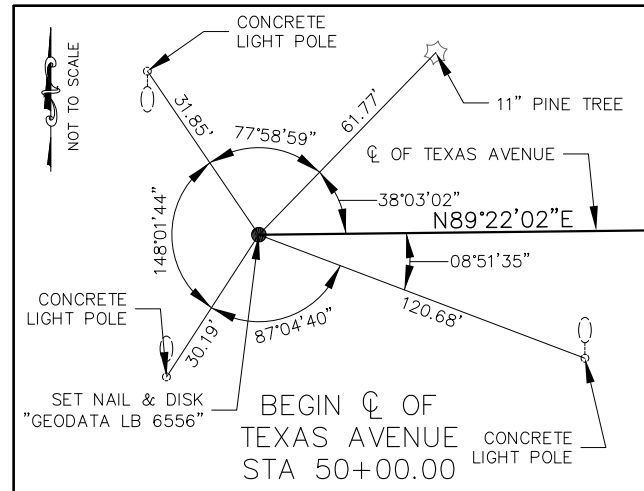 CONCRETE
LIGHT POLE
NOT TO SCALE
31.85'
77°58'59"
61.77'
11" PINE TREE
℄ OF TEXAS AVENUE
38°03'02"
N89°22'02"E
148°01'44"
08°51'35"
CONCRETE
LIGHT POLE
30.19'
87°04'40"
120.68'
SET NAIL & DISK
"GEODATA LB 6556"
BEGIN ℄ OF
TEXAS AVENUE
STA 50+00.00
CONCRETE
LIGHT POLE